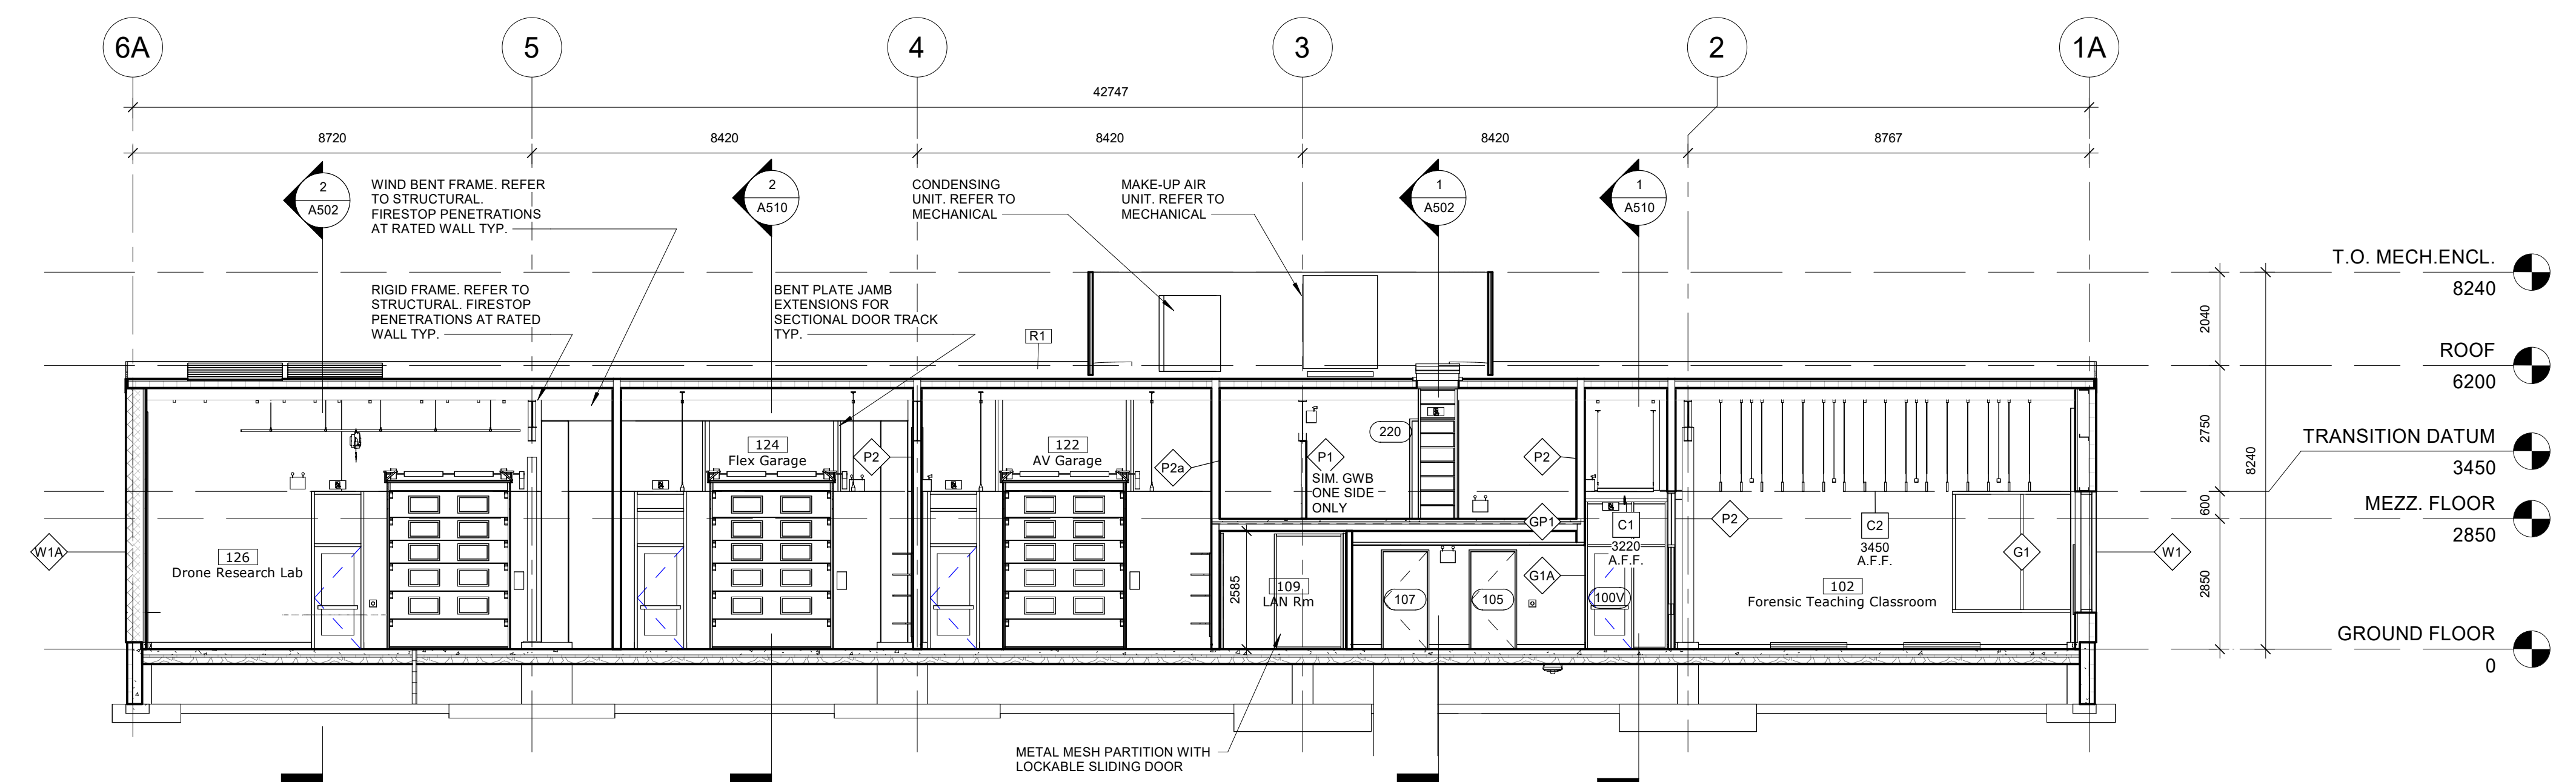 6A
5
4
3
2
1A
42747
8720
8420
8420
8420
8767
2
A502
WIND BENT FRAME. REFER
TO STRUCTURAL.
FIRESTOP PENETRATIONS
AT RATED WALL TYP.
2
A510
CONDENSING
UNIT. REFER TO
MECHANICAL
MAKE-UP AIR
UNIT. REFER TO
MECHANICAL
1
A502
1
A510
RIGID FRAME. REFER TO
STRUCTURAL. FIRESTOP
PENETRATIONS AT RATED
WALL TYP.
BENT PLATE JAMB
EXTENSIONS FOR
SECTIONAL DOOR TRACK
TYP.
R1
T.O. MECH.ENCL.
8240
2040
ROOF
6200
2750
8240
TRANSITION DATUM
3450
600
MEZZ. FLOOR
2850
2850
GROUND FLOOR
0
124
Flex Garage
P2
122
AV Garage
P2a
P1
SIM. GWB
ONE SIDE
ONLY
220
P2
GP1
C1
3220
A.F.F.
P2
C2
3450
A.F.F.
G1
W1
W1A
126
Drone Research Lab
2585
109
LAN Rm
107
105
G1A
100V
102
Forensic Teaching Classroom
METAL MESH PARTITION WITH
LOCKABLE SLIDING DOOR